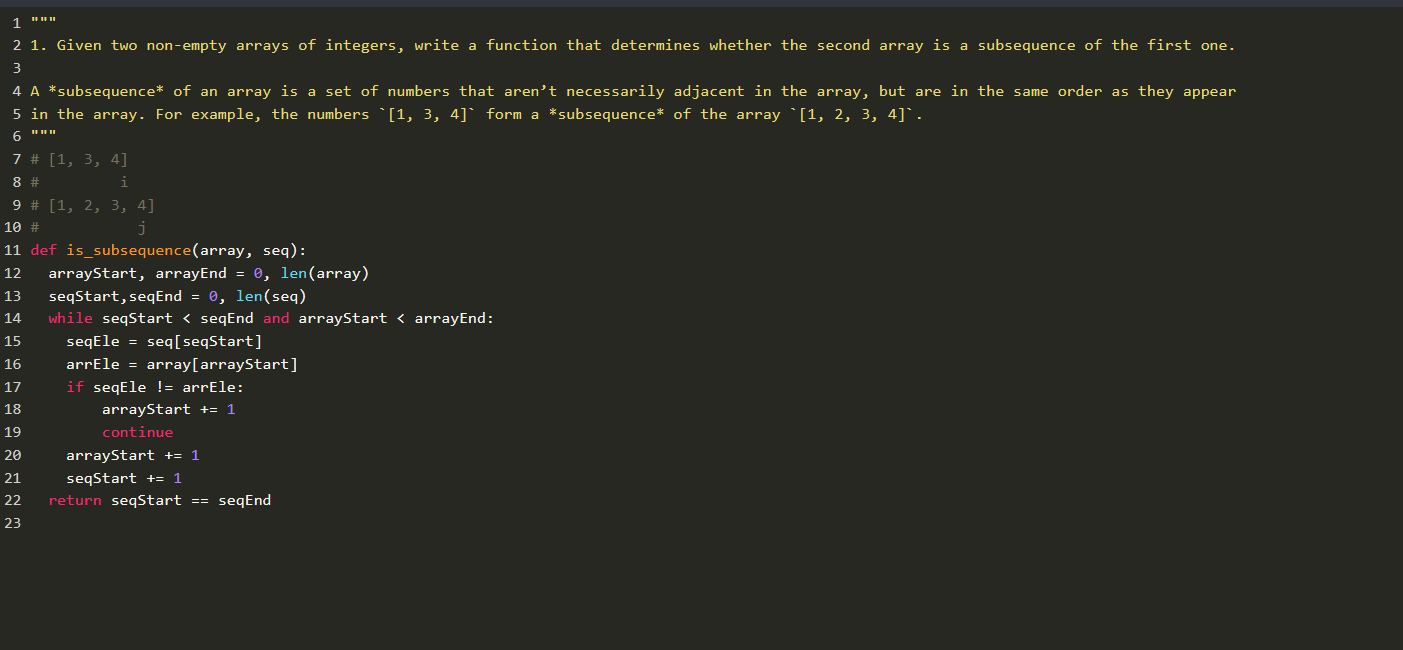 1 """
2 1. Given two non-empty arrays of integers, write a function that determines whether the second array is a subsequence of the first one.
3
4 A *subsequence* of an array is a set of numbers that aren’t necessarily adjacent in the array, but are in the same order as they appear
5 in the array. For example, the numbers `[1, 3, 4]` form a *subsequence* of the array `[1, 2, 3, 4]`.
6 """
7 # [1, 3, 4]
8 #         i
9 # [1, 2, 3, 4]
10 #           j
11 def is_subsequence(array, seq):
12   arrayStart, arrayEnd = 0, len(array)
13   seqStart,seqEnd = 0, len(seq)
14   while seqStart < seqEnd and arrayStart < arrayEnd:
15     seqEle = seq[seqStart]
16     arrEle = array[arrayStart]
17     if seqEle != arrEle:
18         arrayStart += 1
19         continue
20     arrayStart += 1
21     seqStart += 1
22   return seqStart == seqEnd
23